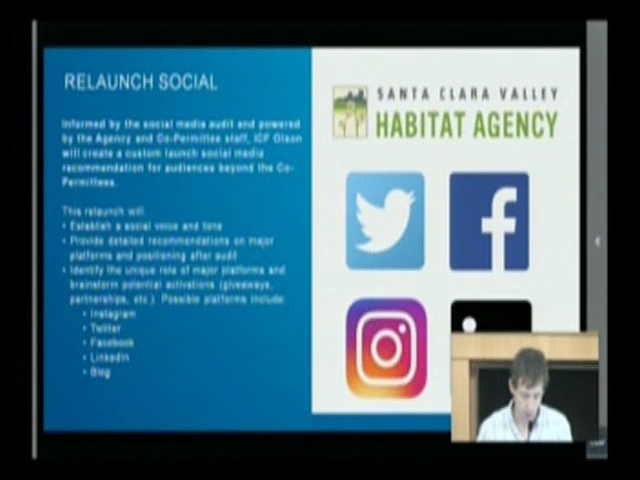 RELAUNCH SOCIAL
Informed by the social media audit and powered
by the Agency and Co-Permittee staff, ICF Olson
will create a custom launch social media
recommendation for audiences beyond the Co-
Permittees.
This relaunch will:
• Establish a social voice and tone
• Provide detailed recommendations on major
platforms and positioning after audit
• Identify the unique role of major platforms and
brainstorm potential activations (giveaways,
partnerships, etc.). Possible platforms include:
• Instagram
• Twitter
• Facebook
• LinkedIn
• Blog
SANTA CLARA VALLEY
HABITAT AGENCY